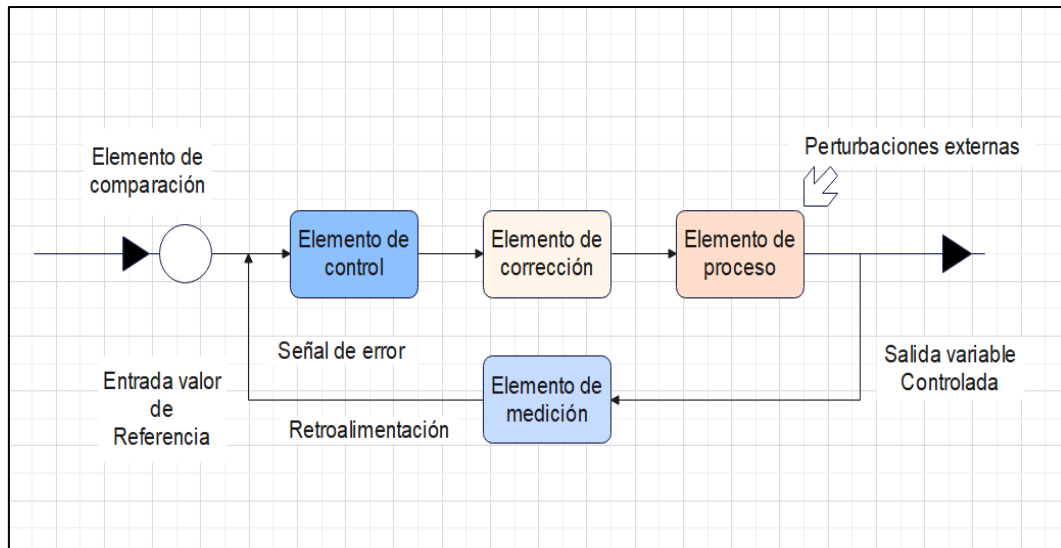 Perturbaciones externas
Elemento de
comparación
Elemento de
control
Elemento de
corrección
Elemento de
proceso
Señal de error
Salida variable
Controlada
Elemento de
medición
Entrada valor
de
Referencia
Retroalimentación